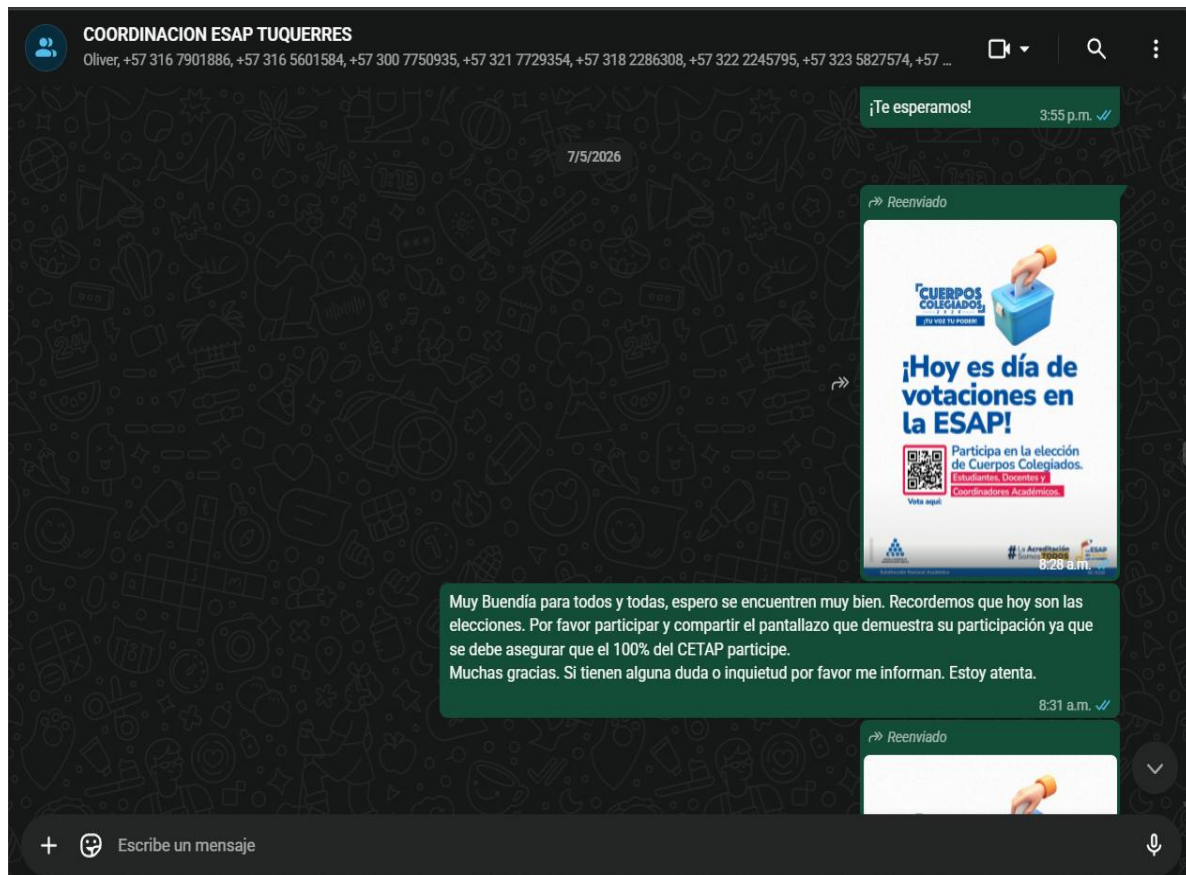 COORDINACION ESAP TUQUERRES
Oliver, +57 316 7901886, +57 316 5601584, +57 300 7750935, +57 321 7729354, +57 318 2286308, +57 322 2245795, +57 323 5827574, +57 ...
¡Te esperamos!
3:55 p.m.
7/5/2026
Reenviado
CUERPOS
COLEGIADOS
2026
¡TU VOZ TU PODER!
¡Hoy es día de
votaciones en
la ESAP!
Participa en la elección
de Cuerpos Colegiados.
Estudiantes, Docentes y
Coordinadores Académicos.
Vota aquí:
# La Acreditación
Somos TODOS
ESAP
8:28 a.m.
Subdirección Nacional Académica
Muy Buendía para todos y todas, espero se encuentren muy bien. Recordemos que hoy son las
elecciones. Por favor participar y compartir el pantallazo que demuestra su participación ya que
se debe asegurar que el 100% del CETAP participe.
Muchas gracias. Si tienen alguna duda o inquietud por favor me informan. Estoy atenta.
8:31 a.m.
Reenviado
Escribe un mensaje